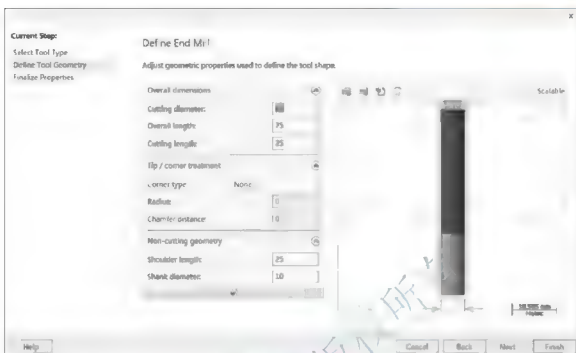 x
Current Step:
Select Tool Type
Define Tool Geometry
Finalize Properties
Define End Mill
Adjust geometric properties used to define the tool shape.
Overall dimensions
Cutting diameter:
Overall length: 75
Cutting length: 25
Tip / corner treatment
Corner type None
Radius: 0
Chamfer distance: 0
Non-cutting geometry
Shoulder length: 25
Shank diameter: 10
Scalable
Help
Cancel
Back
Next
Finish